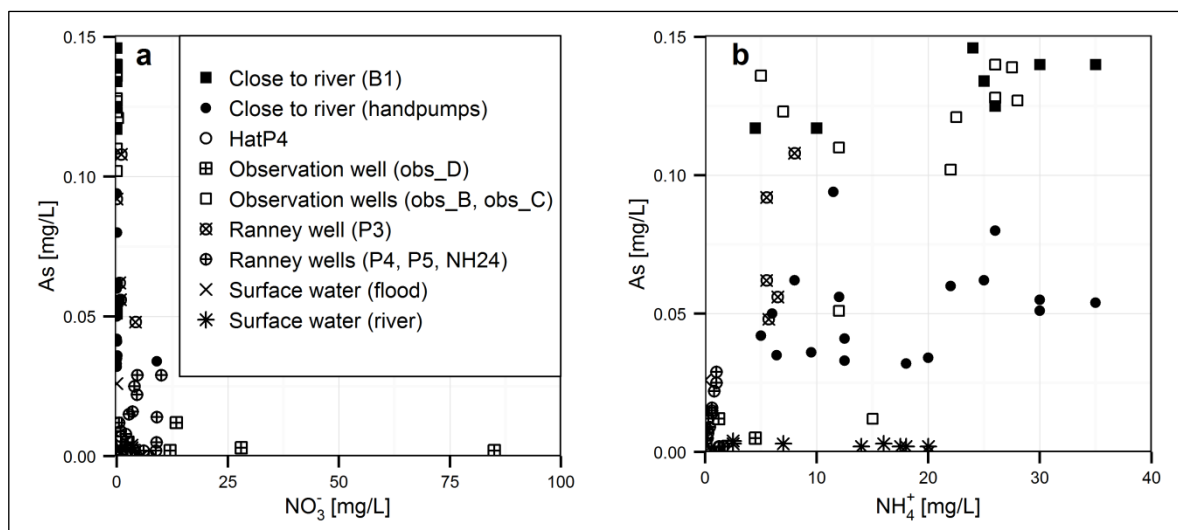 a
0.15
0.10
0.05
0.00
As [mg/L]
0
25
50
75
100
NO₃⁻ [mg/L]
Close to river (B1)
Close to river (handpumps)
HatP4
Observation well (obs_D)
Observation wells (obs_B, obs_C)
Ranney well (P3)
Ranney wells (P4, P5, NH24)
Surface water (flood)
Surface water (river)
b
0.15
0.10
0.05
0.00
As [mg/L]
0
10
20
30
40
NH₄⁺ [mg/L]